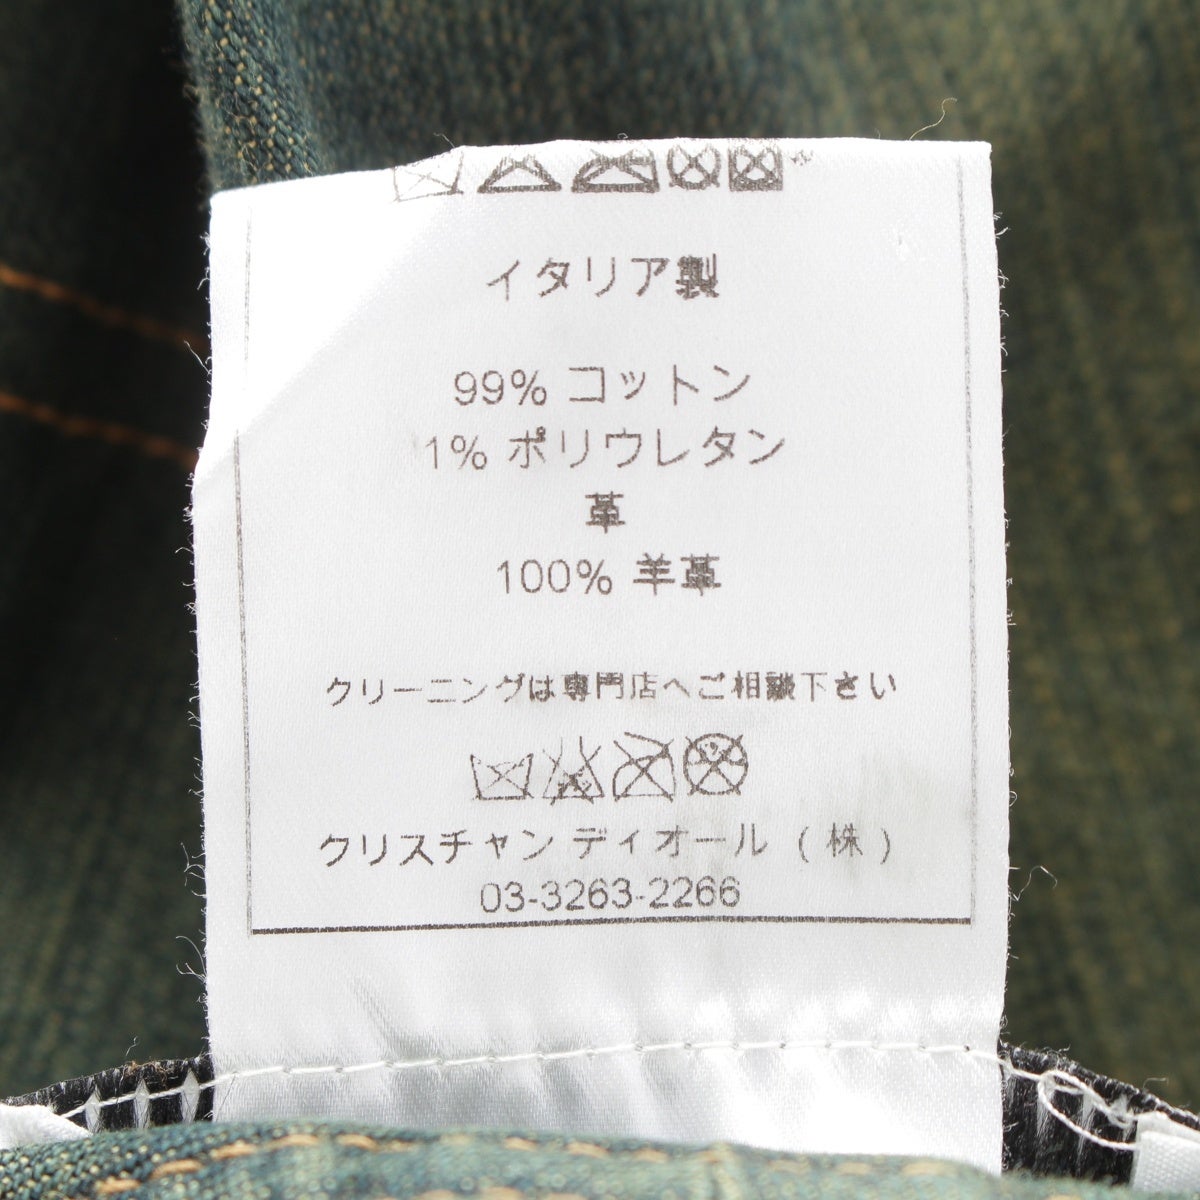 イタリア製
99% コットン
1% ポリウレタン
革
100% 羊革
クリーニングは専門店へご相談下さい
クリスチャン ディオール (株)
03-3263-2266